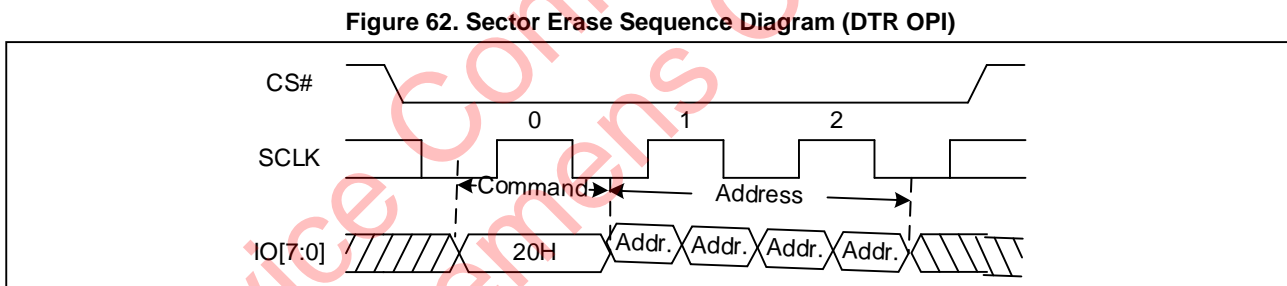 Figure 62. Sector Erase Sequence Diagram (DTR OPI)
CS#
0 1 2
SCLK
Command Address
IO[7:0] 20H Addr. Addr. Addr. Addr.